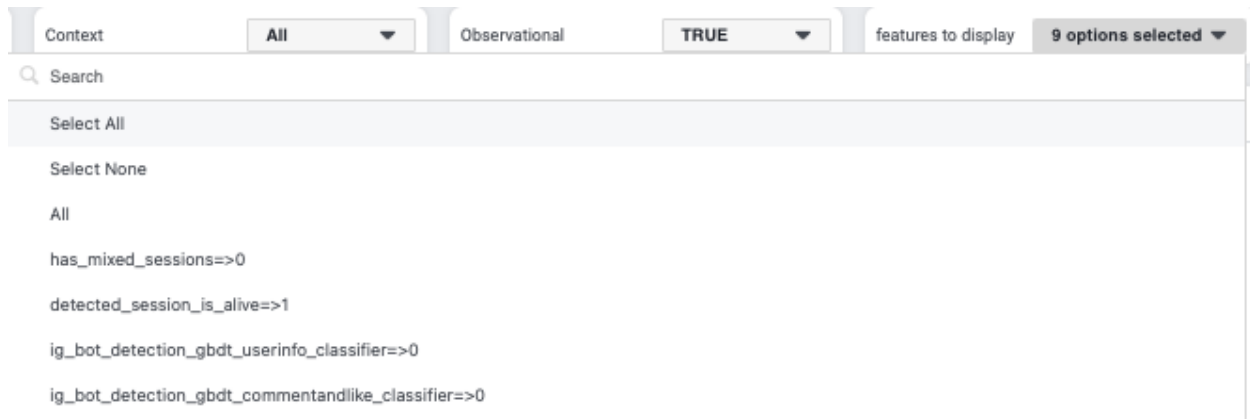 Context All Observational TRUE features to display 9 options selected
Search
Select All
Select None
All
has_mixed_sessions=>0
detected_session_is_alive=>1
ig_bot_detection_gbdt_userinfo_classifier=>0
ig_bot_detection_gbdt_commentandlike_classifier=>0